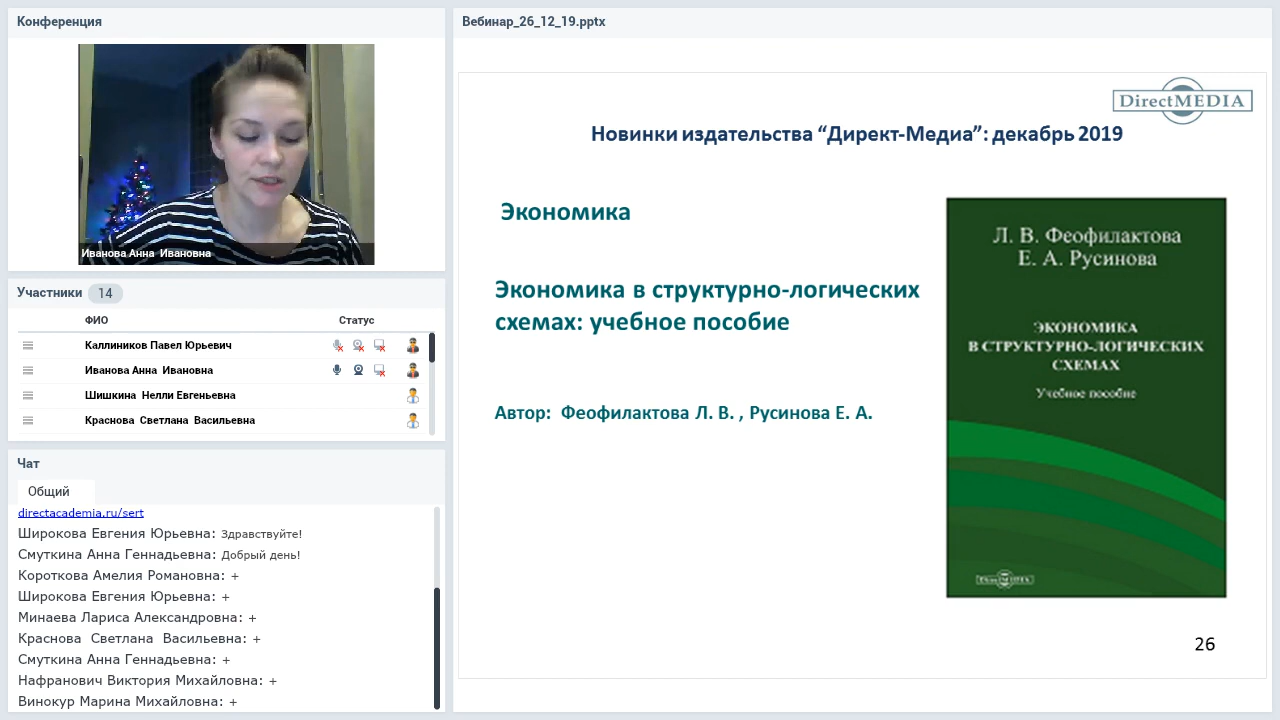 Конференция
Иванова Анна  Ивановна
Участники 14
ФИО Статус
Каллиников Павел Юрьевич
Иванова Анна  Ивановна
Шишкина  Нелли Евгеньевна
Краснова  Светлана  Васильевна
Чат
Общий
directacademia.ru/sert
Широкова Евгения Юрьевна: Здравствуйте!
Смуткина Анна Геннадьевна: Добрый день!
Короткова Амелия Романовна: +
Широкова Евгения Юрьевна: +
Минаева Лариса Александровна: +
Краснова  Светлана  Васильевна: +
Смуткина Анна Геннадьевна: +
Нафранович Виктория Михайловна: +
Винокур Марина Михайловна: +
Вебинар_26_12_19.pptx
DirectMEDIA
Новинки издательства “Директ-Медиа”: декабрь 2019
Экономика
Экономика в структурно-логических
схемах: учебное пособие
Автор:  Феофилактова Л. В. , Русинова Е. А.
Л. В. Феофилактова
Е. А. Русинова
ЭКОНОМИКА
В СТРУКТУРНО-ЛОГИЧЕСКИХ
СХЕМАХ
Учебное пособие
DirectMEDIA
26